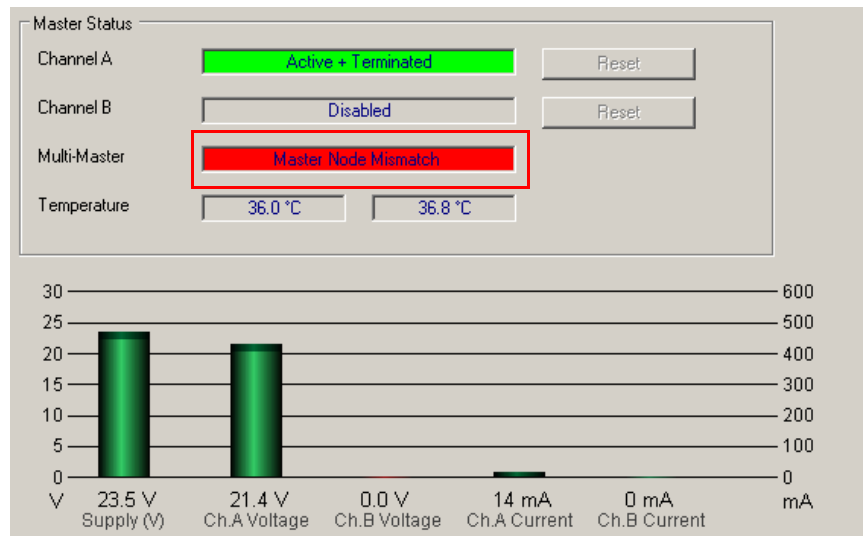 Master Status
Channel A Active + Terminated Reset
Channel B Disabled Reset
Multi-Master Master Node Mismatch
Temperature 36.0 °C 36.8 °C
30 600
25 500
20 400
15 300
10 200
5 100
0 0
V 23.5 V 21.4 V 0.0 V 14 mA 0 mA mA
Supply (V) Ch.A Voltage Ch.B Voltage Ch.A Current Ch.B Current